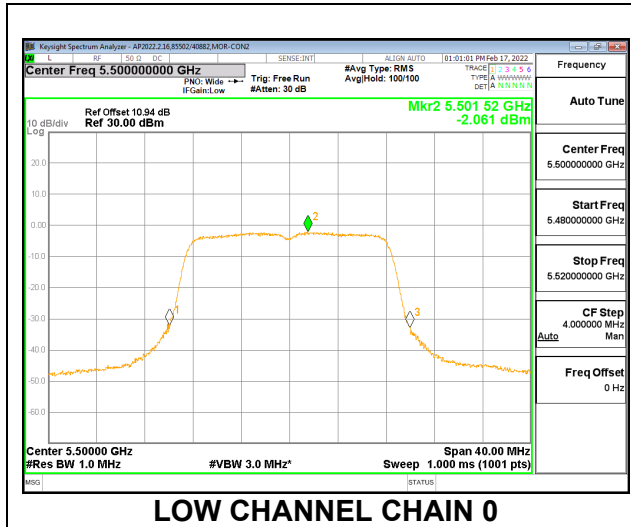 Keysight Spectrum Analyzer - AP2022.2.16,85502/40882,MOR-CON2
L RF 50 Ω DC SENSE:INT ALIGN AUTO 01:01:01 PM Feb 17, 2022
Center Freq 5.500000000 GHz
PNO: Wide
IFGain:Low
Trig: Free Run
#Atten: 30 dB
#Avg Type: RMS
Avg|Hold: 100/100
TRACE 1 2 3 4 5 6
TYPE A WWWWW
DET A N N N N N
Ref Offset 10.94 dB
Ref 30.00 dBm
Mkr2 5.501 52 GHz
-2.061 dBm
10 dB/div
Log
20.0
10.0
0.00
-10.0
-20.0
-30.0
-40.0
-50.0
-60.0
1
2
3
Center 5.50000 GHz
#Res BW 1.0 MHz
#VBW 3.0 MHz*
Span 40.00 MHz
Sweep 1.000 ms (1001 pts)
MSG
STATUS
Frequency
Auto Tune
Center Freq
5.500000000 GHz
Start Freq
5.480000000 GHz
Stop Freq
5.520000000 GHz
CF Step
4.000000 MHz
Auto Man
Freq Offset
0 Hz
LOW CHANNEL CHAIN 0